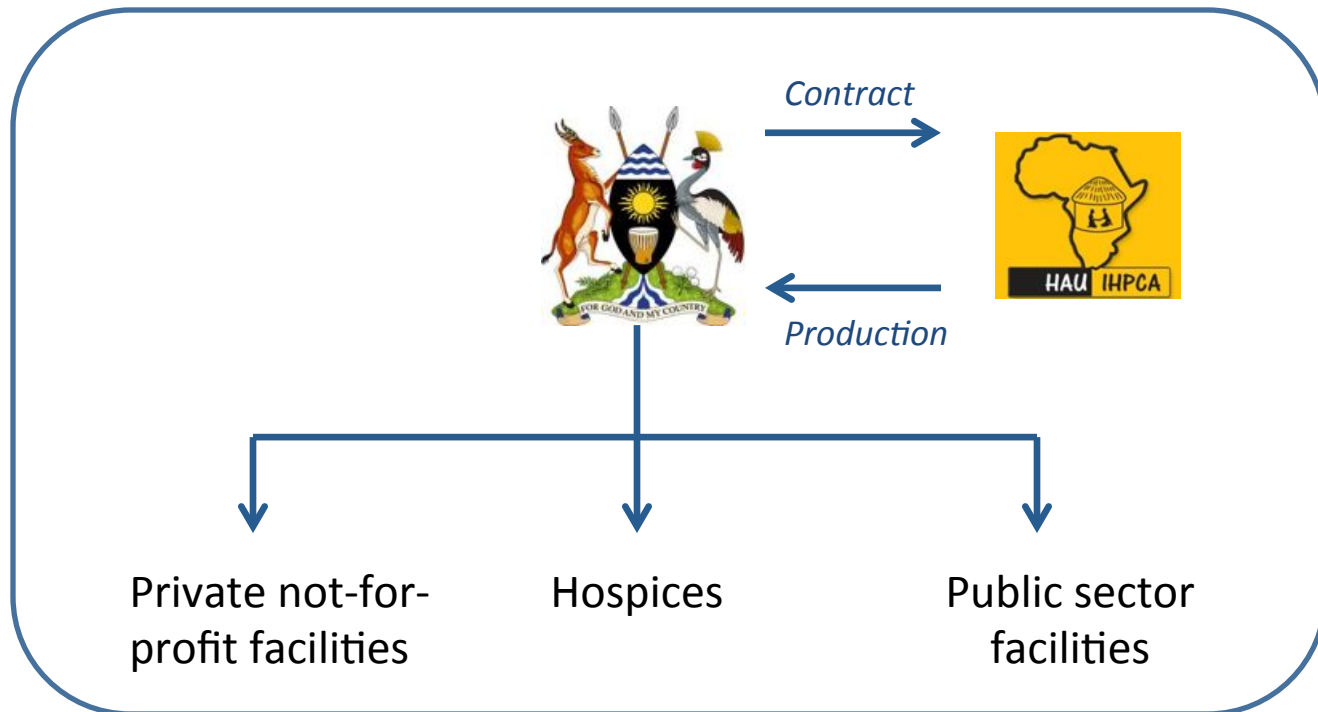 Contract
HAU IHPCA
FOR GOD AND MY COUNTRY
Production
Private not-for-
profit facilities
Hospices
Public sector
facilities